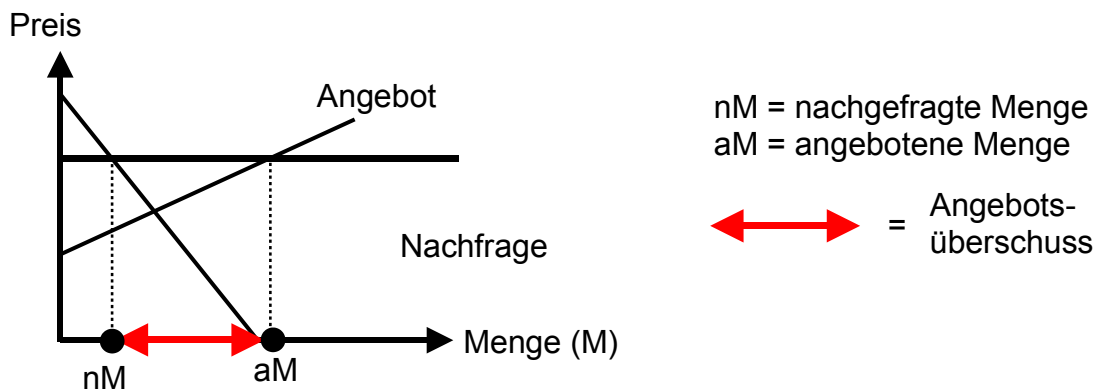 Preis
Angebot
nM = nachgefragte Menge
aM = angebotene Menge
= Angebots-
überschuss
Nachfrage
Menge (M)
nM
aM